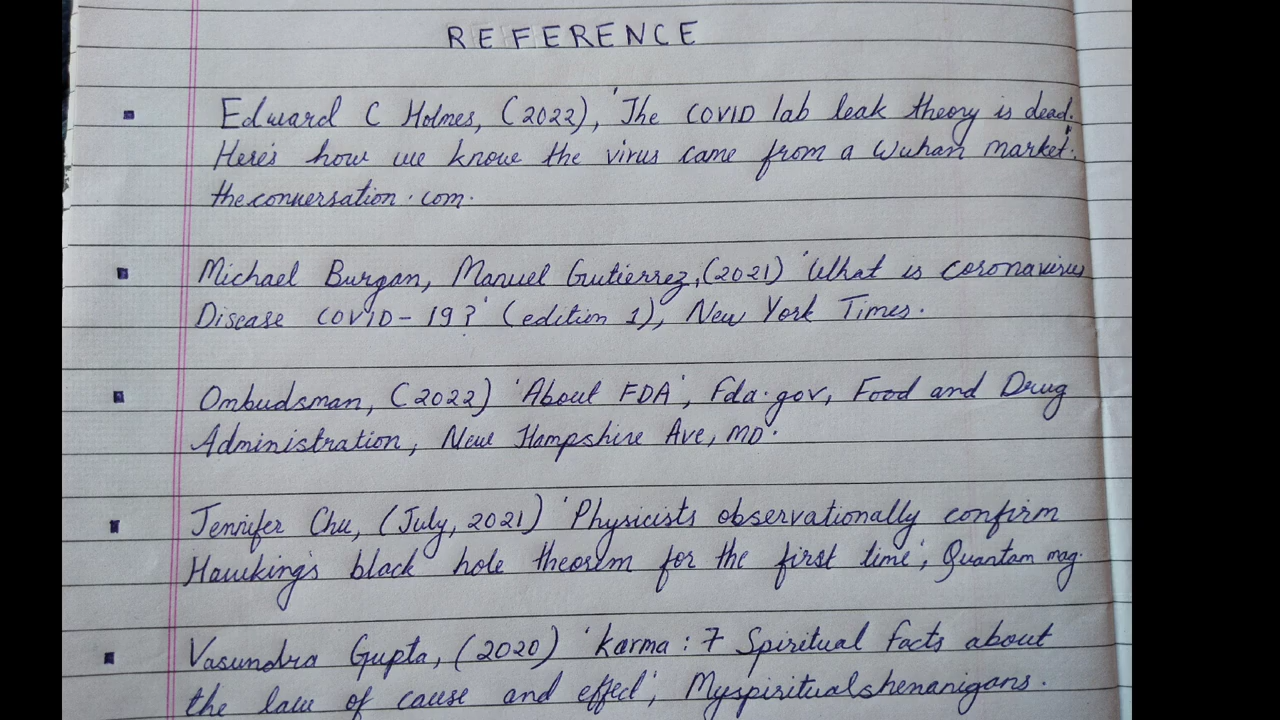 REFERENCE
Edward C Holmes, (2022), 'The COVID lab leak theory is dead.
Here's how we know the virus came from a Wuhan market'.
theconversation.com.
Michael Burgan, Manuel Gutierrez, (2021) 'What is coronavirus
Disease COVID-19?' (edition 1), New York Times.
Ombudsman, (2022) 'About FDA', Fda.gov, Food and Drug
Administration, New Hampshire Ave, MD.
Jennifer Chu, (July, 2021) 'Physicists observationally confirm
Hawking's black hole theorem for the first time', Quantam mag.
Vasundra Gupta, (2020) 'Karma : 7 Spiritual facts about
the law of cause and effect', Myspiritualshenanigans.